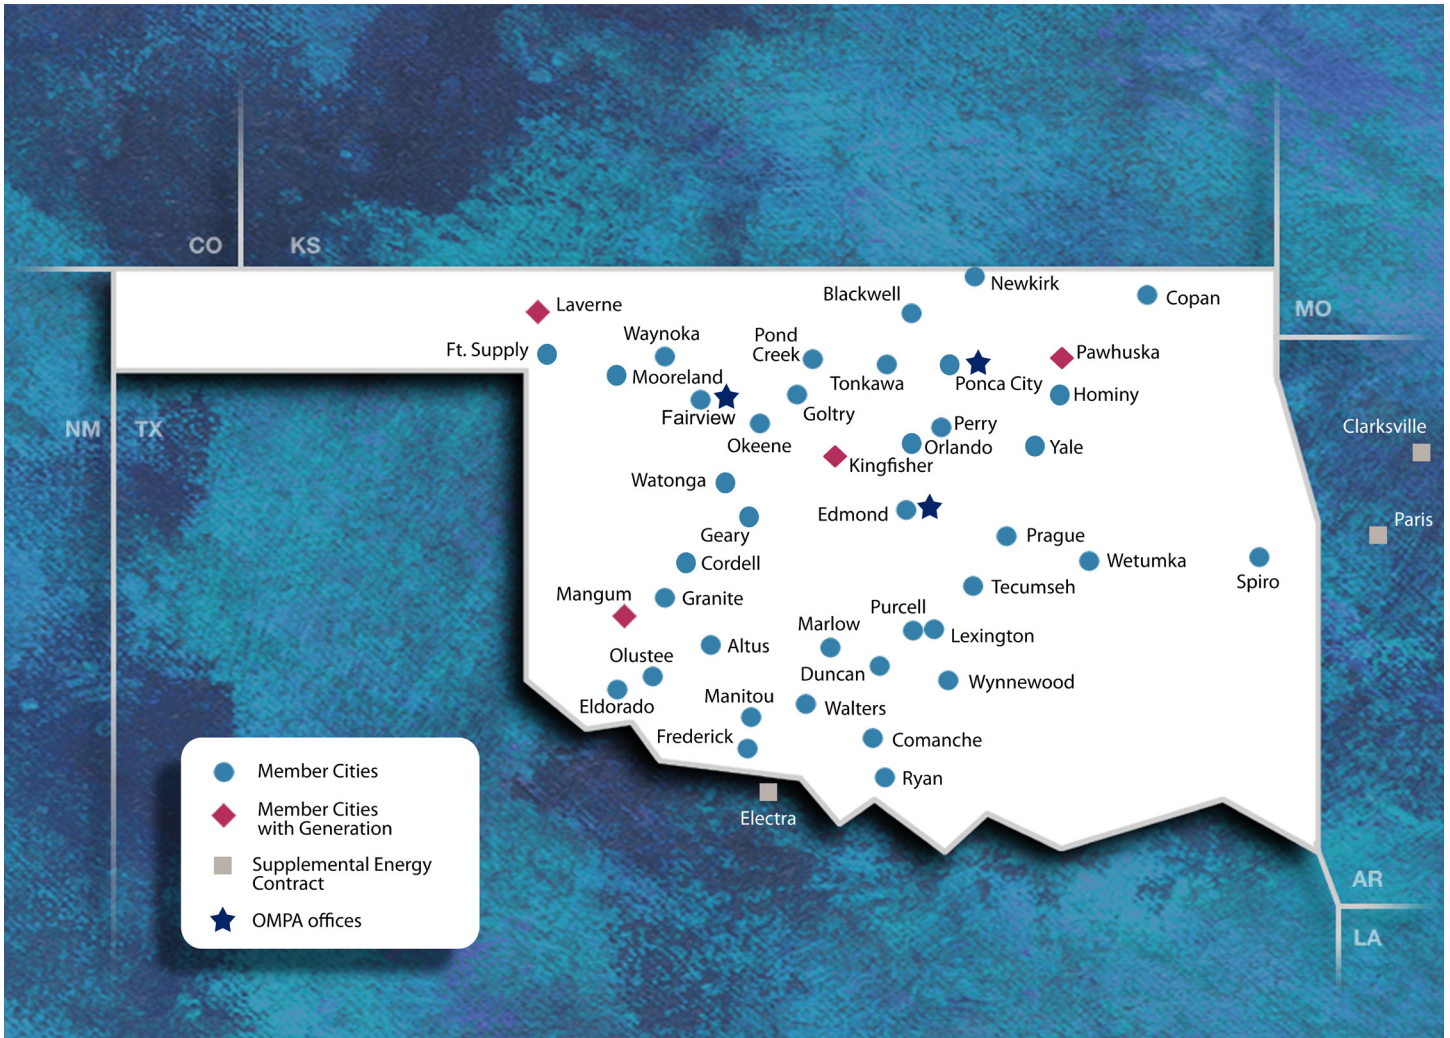 CO
KS
Newkirk
Blackwell
Copan
Laverne
MO
Waynoka
Pond
Creek
Ft. Supply
Pawhuska
Mooreland
Tonkawa
Ponca City
Hominy
Fairview
Goltry
NM
TX
Perry
Clarksville
Okeene
Orlando
Yale
Kingfisher
Watonga
Edmond
Paris
Geary
Prague
Cordell
Wetumka
Spiro
Mangum
Granite
Tecumseh
Purcell
Marlow
Lexington
Altus
Olustee
Duncan
Wynnewood
Eldorado
Manitou
Walters
Frederick
Comanche
Ryan
Electra
Member Cities
Member Cities
with Generation
Supplemental Energy
Contract
OMPA offices
AR
LA